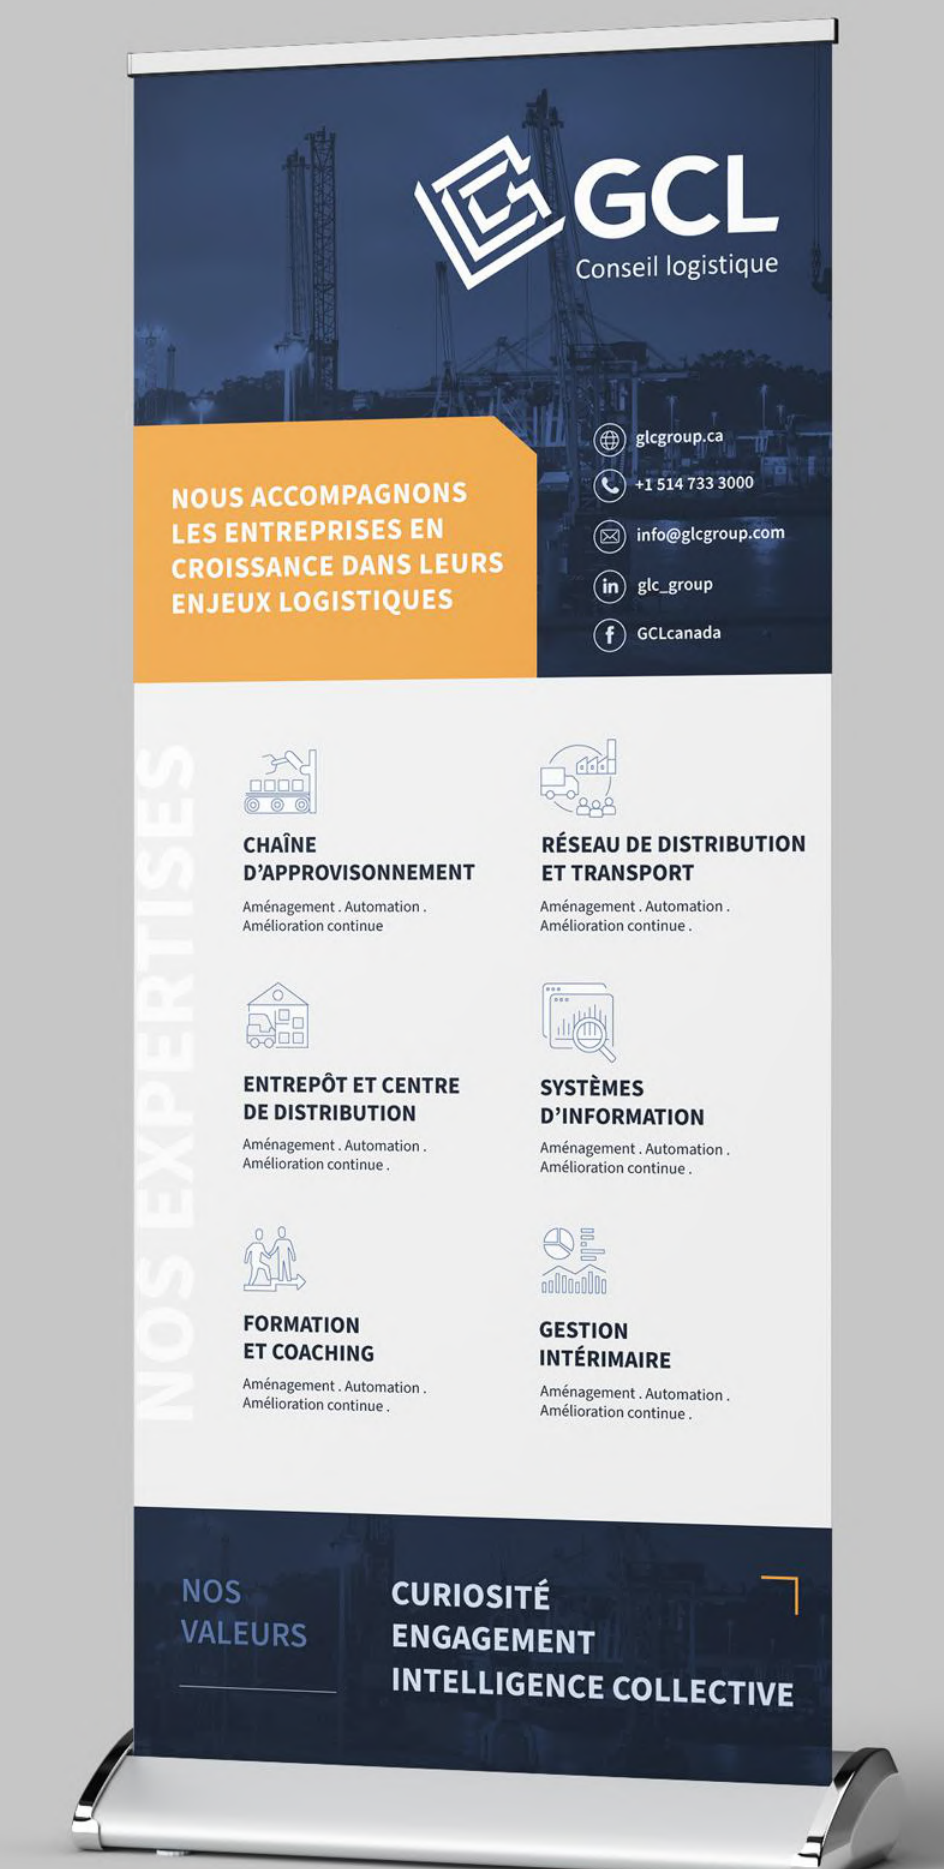 GCL
Conseil logistique
glcgroup.ca
+1 514 733 3000
info@glcgroup.com
in
glc_group
f
GCLcanada
NOUS ACCOMPAGNONS
LES ENTREPRISES EN
CROISSANCE DANS LEURS
ENJEUX LOGISTIQUES
NOS EXPERTISES
CHAÎNE
D'APPROVISONNEMENT
Aménagement . Automation .
Amélioration continue
RÉSEAU DE DISTRIBUTION
ET TRANSPORT
Aménagement . Automation .
Amélioration continue .
ENTREPÔT ET CENTRE
DE DISTRIBUTION
Aménagement . Automation .
Amélioration continue .
SYSTÈMES
D'INFORMATION
Aménagement . Automation .
Amélioration continue .
FORMATION
ET COACHING
Aménagement . Automation .
Amélioration continue .
GESTION
INTÉRIMAIRE
Aménagement . Automation .
Amélioration continue .
NOS
VALEURS
CURIOSITÉ
ENGAGEMENT
INTELLIGENCE COLLECTIVE